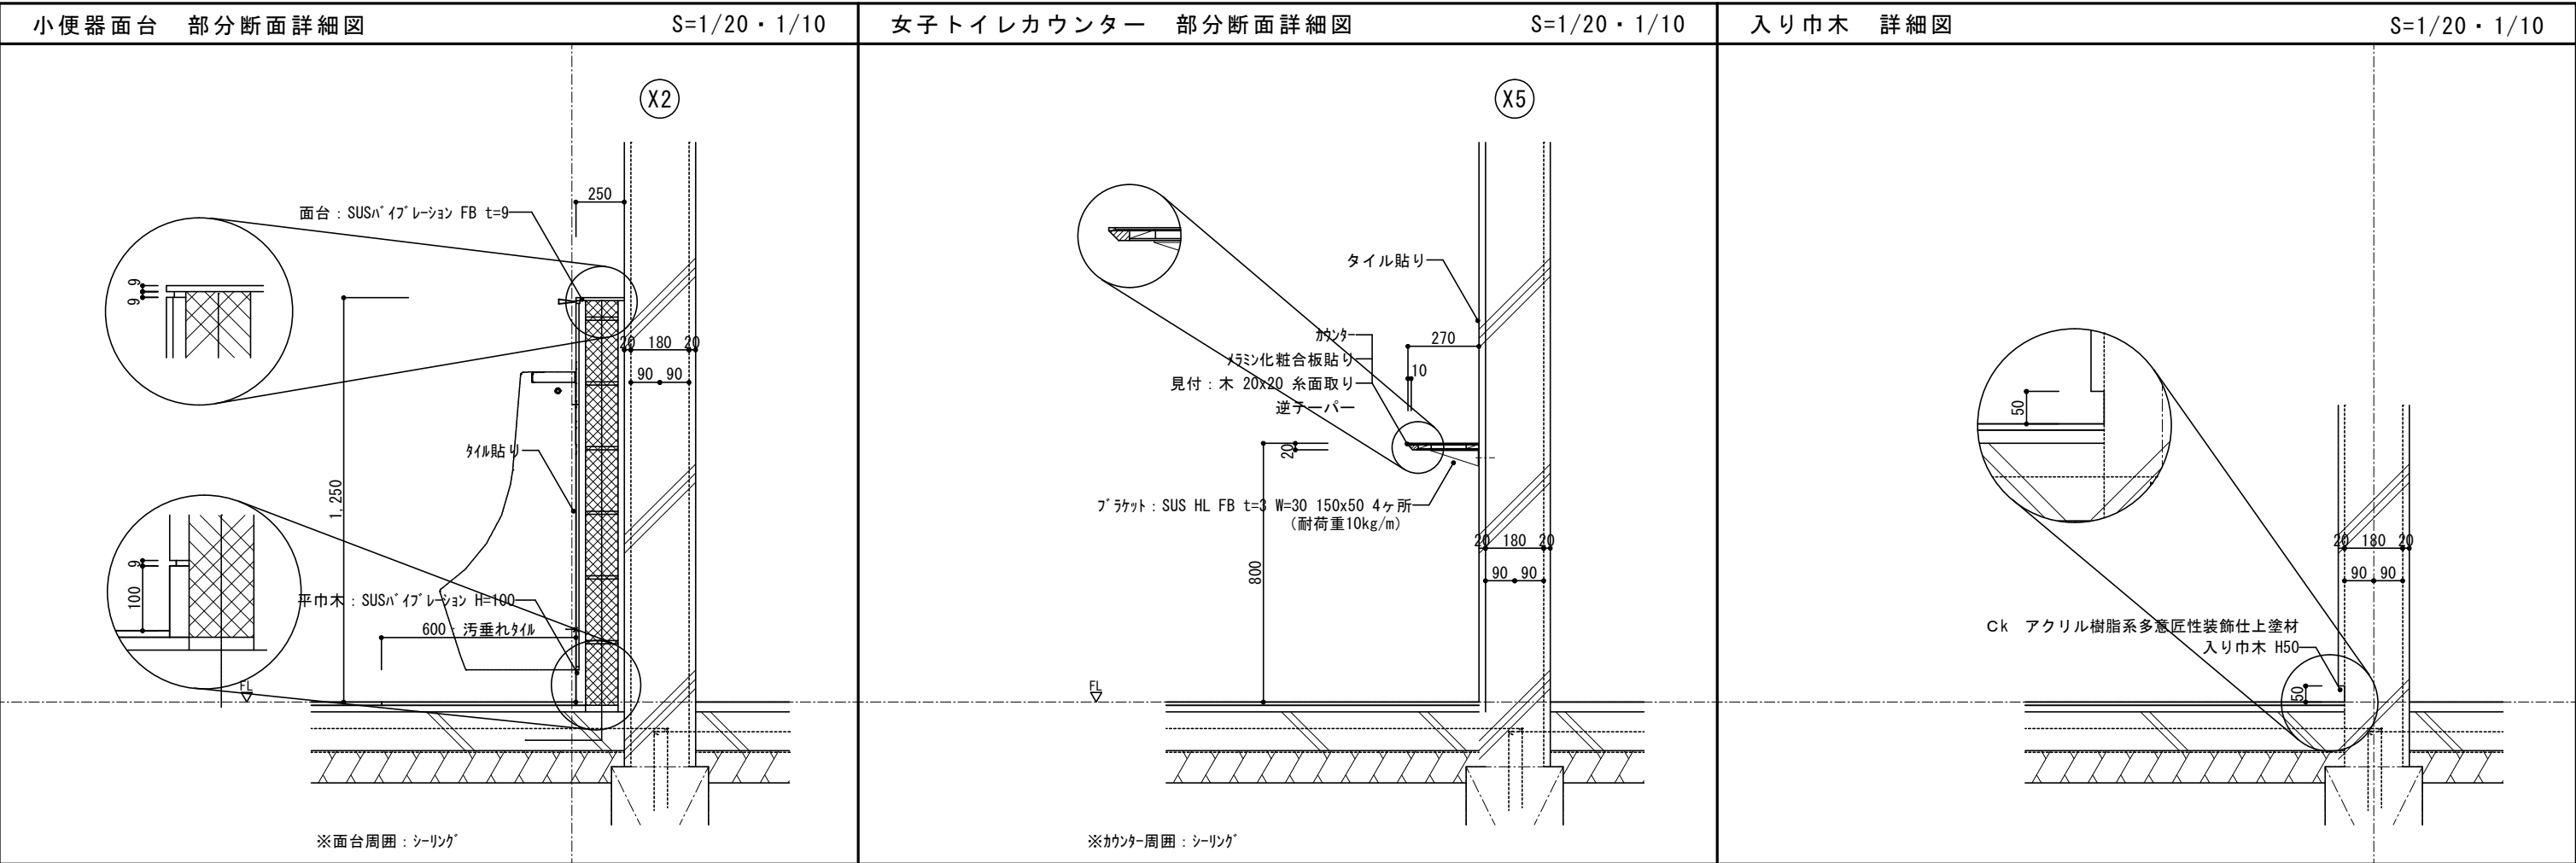 小便器面台　部分断面詳細図　S=1/20・1/10
X2
250
面台：SUSﾊﾞｲﾌﾞﾚｰｼｮﾝ FB t=9
9
9
20 180 20
90 90
ﾀｲﾙ貼り
1,250
9
100
平巾木：SUSﾊﾞｲﾌﾞﾚｰｼｮﾝ H=100
600：汚垂れﾀｲﾙ
FL
※面台周囲：ｼｰﾘﾝｸﾞ
女子トイレカウンター　部分断面詳細図　S=1/20・1/10
X5
タイル貼り
ｶｳﾝﾀｰ
270
ﾒﾗﾐﾝ化粧合板貼り
10
見付：木 20x20 糸面取り
逆テーパー
20
ﾌﾞﾗｹｯﾄ：SUS HL FB t=3 W=30 150x50 4ヶ所
（耐荷重10kg/m）
20 180 20
800
90 90
FL
※ｶｳﾝﾀｰ周囲：ｼｰﾘﾝｸﾞ
入り巾木　詳細図　S=1/20・1/10
50
20 180 20
90 90
Ck　アクリル樹脂系多意匠性装飾仕上塗材
入り巾木 H50
50